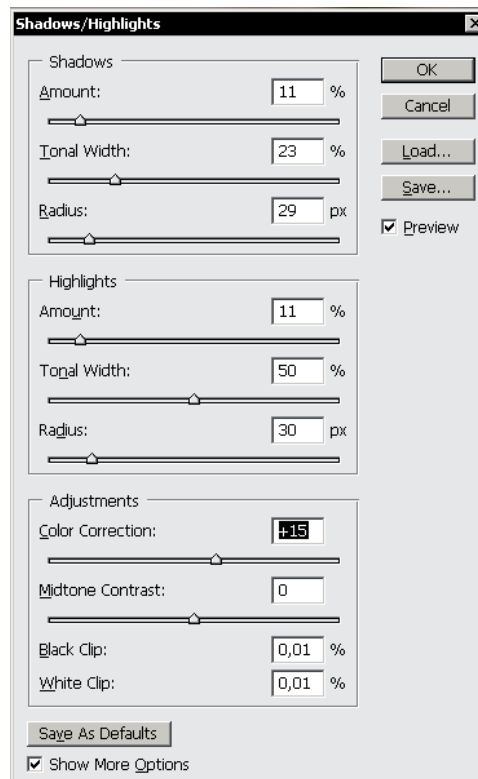 Shadows/Highlights
Shadows
Amount: 11 %
Tonal Width: 23 %
Radius: 29 px
Highlights
Amount: 11 %
Tonal Width: 50 %
Radius: 30 px
Adjustments
Color Correction: +15
Midtone Contrast: 0
Black Clip: 0,01 %
White Clip: 0,01 %
Save As Defaults
Show More Options
OK
Cancel
Load...
Save...
Preview